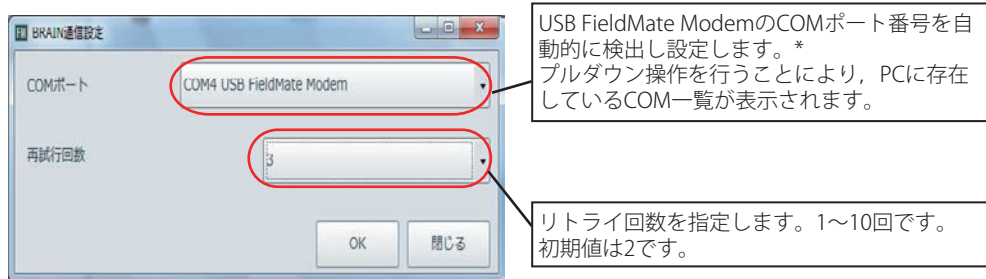 BRAIN通信設定
COMポート
COM4 USB FieldMate Modem
再試行回数
3
OK
閉じる
USB FieldMate ModemのCOMポート番号を自
動的に検出し設定します。*
プルダウン操作を行うことにより，PCに存在
しているCOM一覧が表示されます。
リトライ回数を指定します。1～10回です。
初期値は2です。